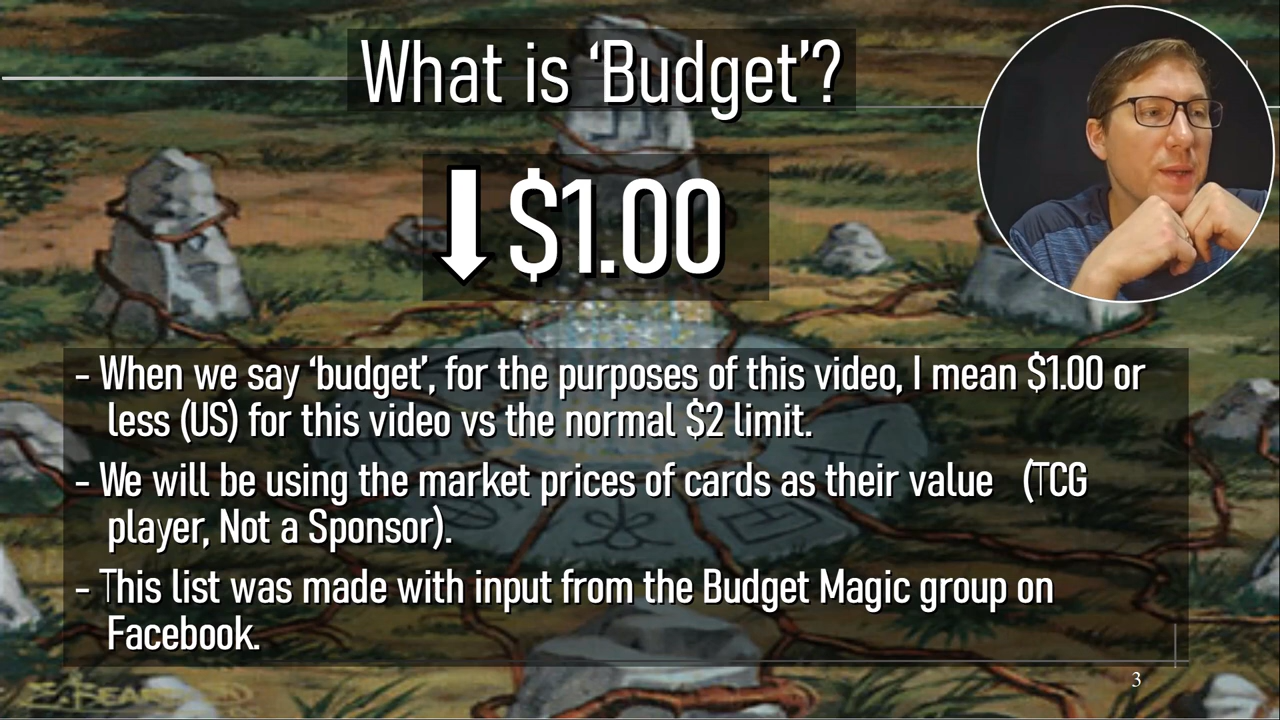 What is ‘Budget’?
$1.00
- When we say ‘budget’, for the purposes of this video, I mean $1.00 or
less (US) for this video vs the normal $2 limit.
- We will be using the market prices of cards as their value (TCG
player, Not a Sponsor).
- This list was made with input from the Budget Magic group on
Facebook.
3